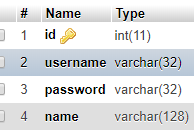 # Name Type
1 id int(11)
2 username varchar(32)
3 password varchar(32)
4 name varchar(128)